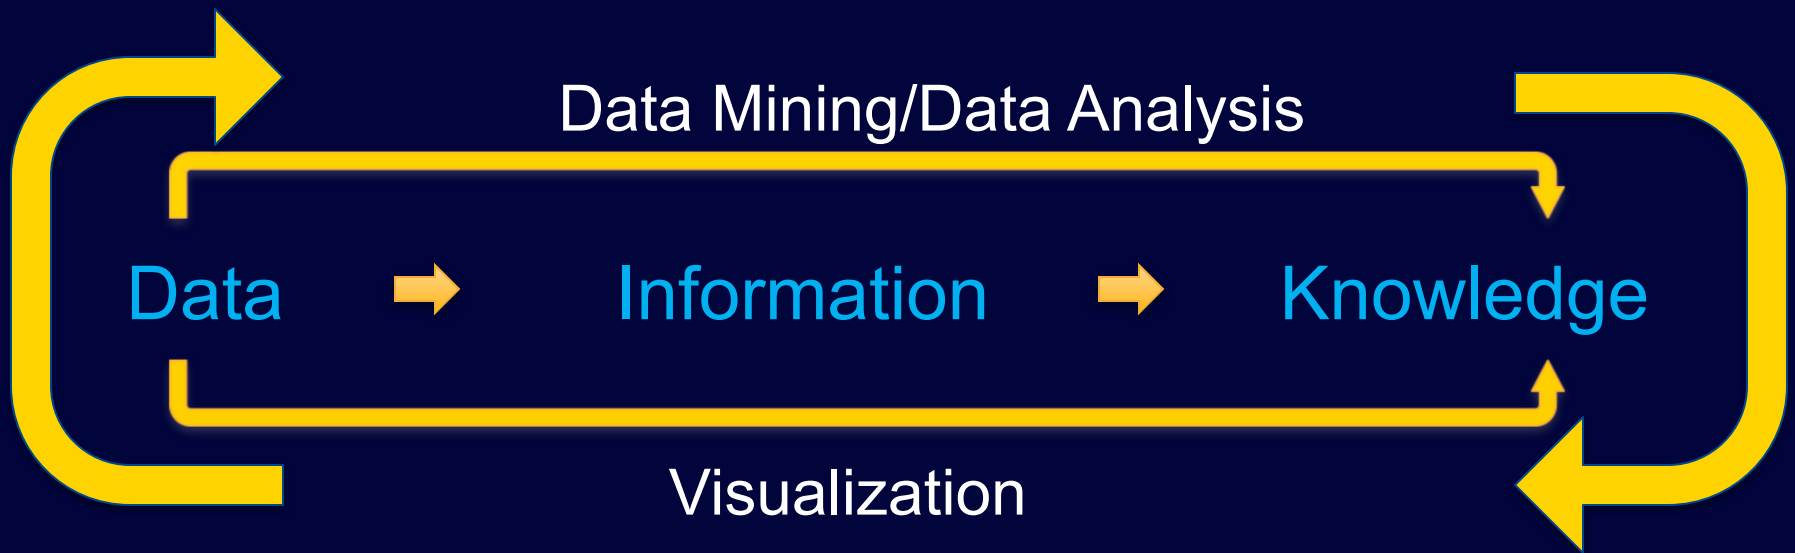 Data Mining/Data Analysis
Data Information Knowledge
Visualization